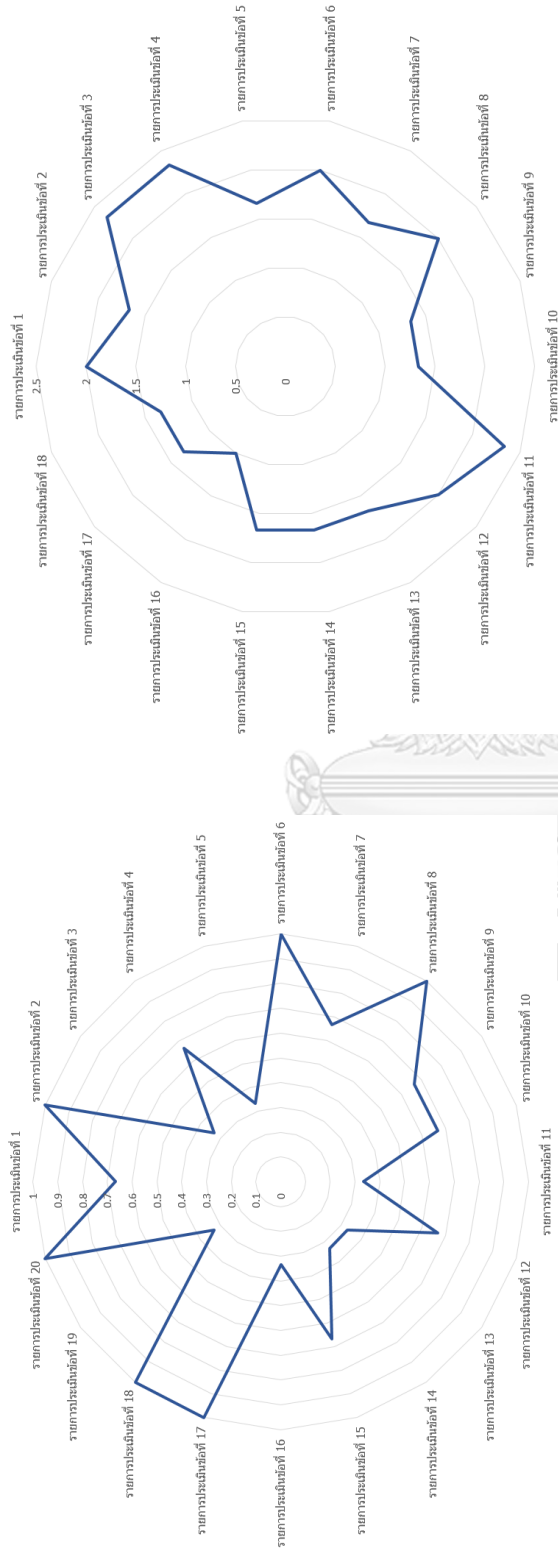 รายการประเมินข้อที่ 1
รายการประเมินข้อที่ 2
รายการประเมินข้อที่ 3
รายการประเมินข้อที่ 4
รายการประเมินข้อที่ 5
รายการประเมินข้อที่ 6
รายการประเมินข้อที่ 7
รายการประเมินข้อที่ 8
รายการประเมินข้อที่ 9
รายการประเมินข้อที่ 10
รายการประเมินข้อที่ 11
รายการประเมินข้อที่ 12
รายการประเมินข้อที่ 13
รายการประเมินข้อที่ 14
รายการประเมินข้อที่ 15
รายการประเมินข้อที่ 16
รายการประเมินข้อที่ 17
รายการประเมินข้อที่ 18
รายการประเมินข้อที่ 19
รายการประเมินข้อที่ 20
1
0.9
0.8
0.7
0.6
0.5
0.4
0.3
0.2
0.1
0
รายการประเมินข้อที่ 1
รายการประเมินข้อที่ 2
รายการประเมินข้อที่ 3
รายการประเมินข้อที่ 4
รายการประเมินข้อที่ 5
รายการประเมินข้อที่ 6
รายการประเมินข้อที่ 7
รายการประเมินข้อที่ 8
รายการประเมินข้อที่ 9
รายการประเมินข้อที่ 10
รายการประเมินข้อที่ 11
รายการประเมินข้อที่ 12
รายการประเมินข้อที่ 13
รายการประเมินข้อที่ 14
รายการประเมินข้อที่ 15
รายการประเมินข้อที่ 16
รายการประเมินข้อที่ 17
รายการประเมินข้อที่ 18
2.5
2
1.5
1
0.5
0